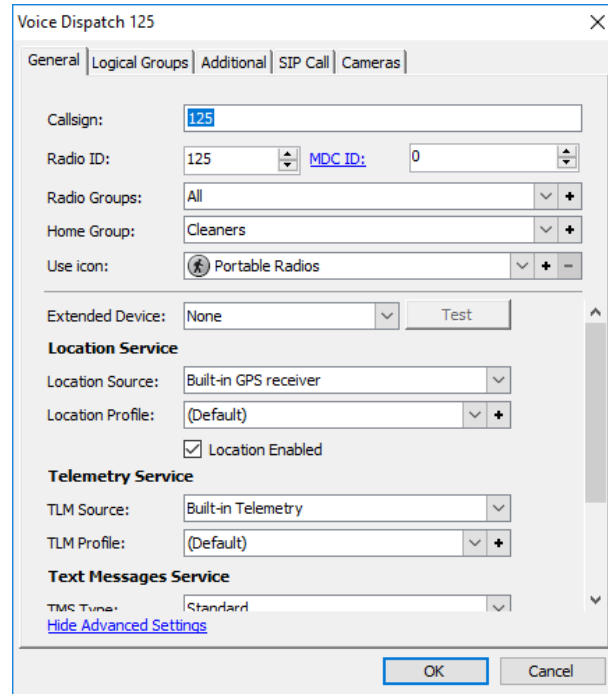 Voice Dispatch 125
General Logical Groups Additional SIP Call Cameras
Callsign: 125
Radio ID: 125 MDC ID: 0
Radio Groups: All
Home Group: Cleaners
Use icon: Portable Radios
Extended Device: None Test
Location Service
Location Source: Built-in GPS receiver
Location Profile: (Default)
Location Enabled
Telemetry Service
TLM Source: Built-in Telemetry
TLM Profile: (Default)
Text Messages Service
TMS Type: Standard
Hide Advanced Settings
OK Cancel